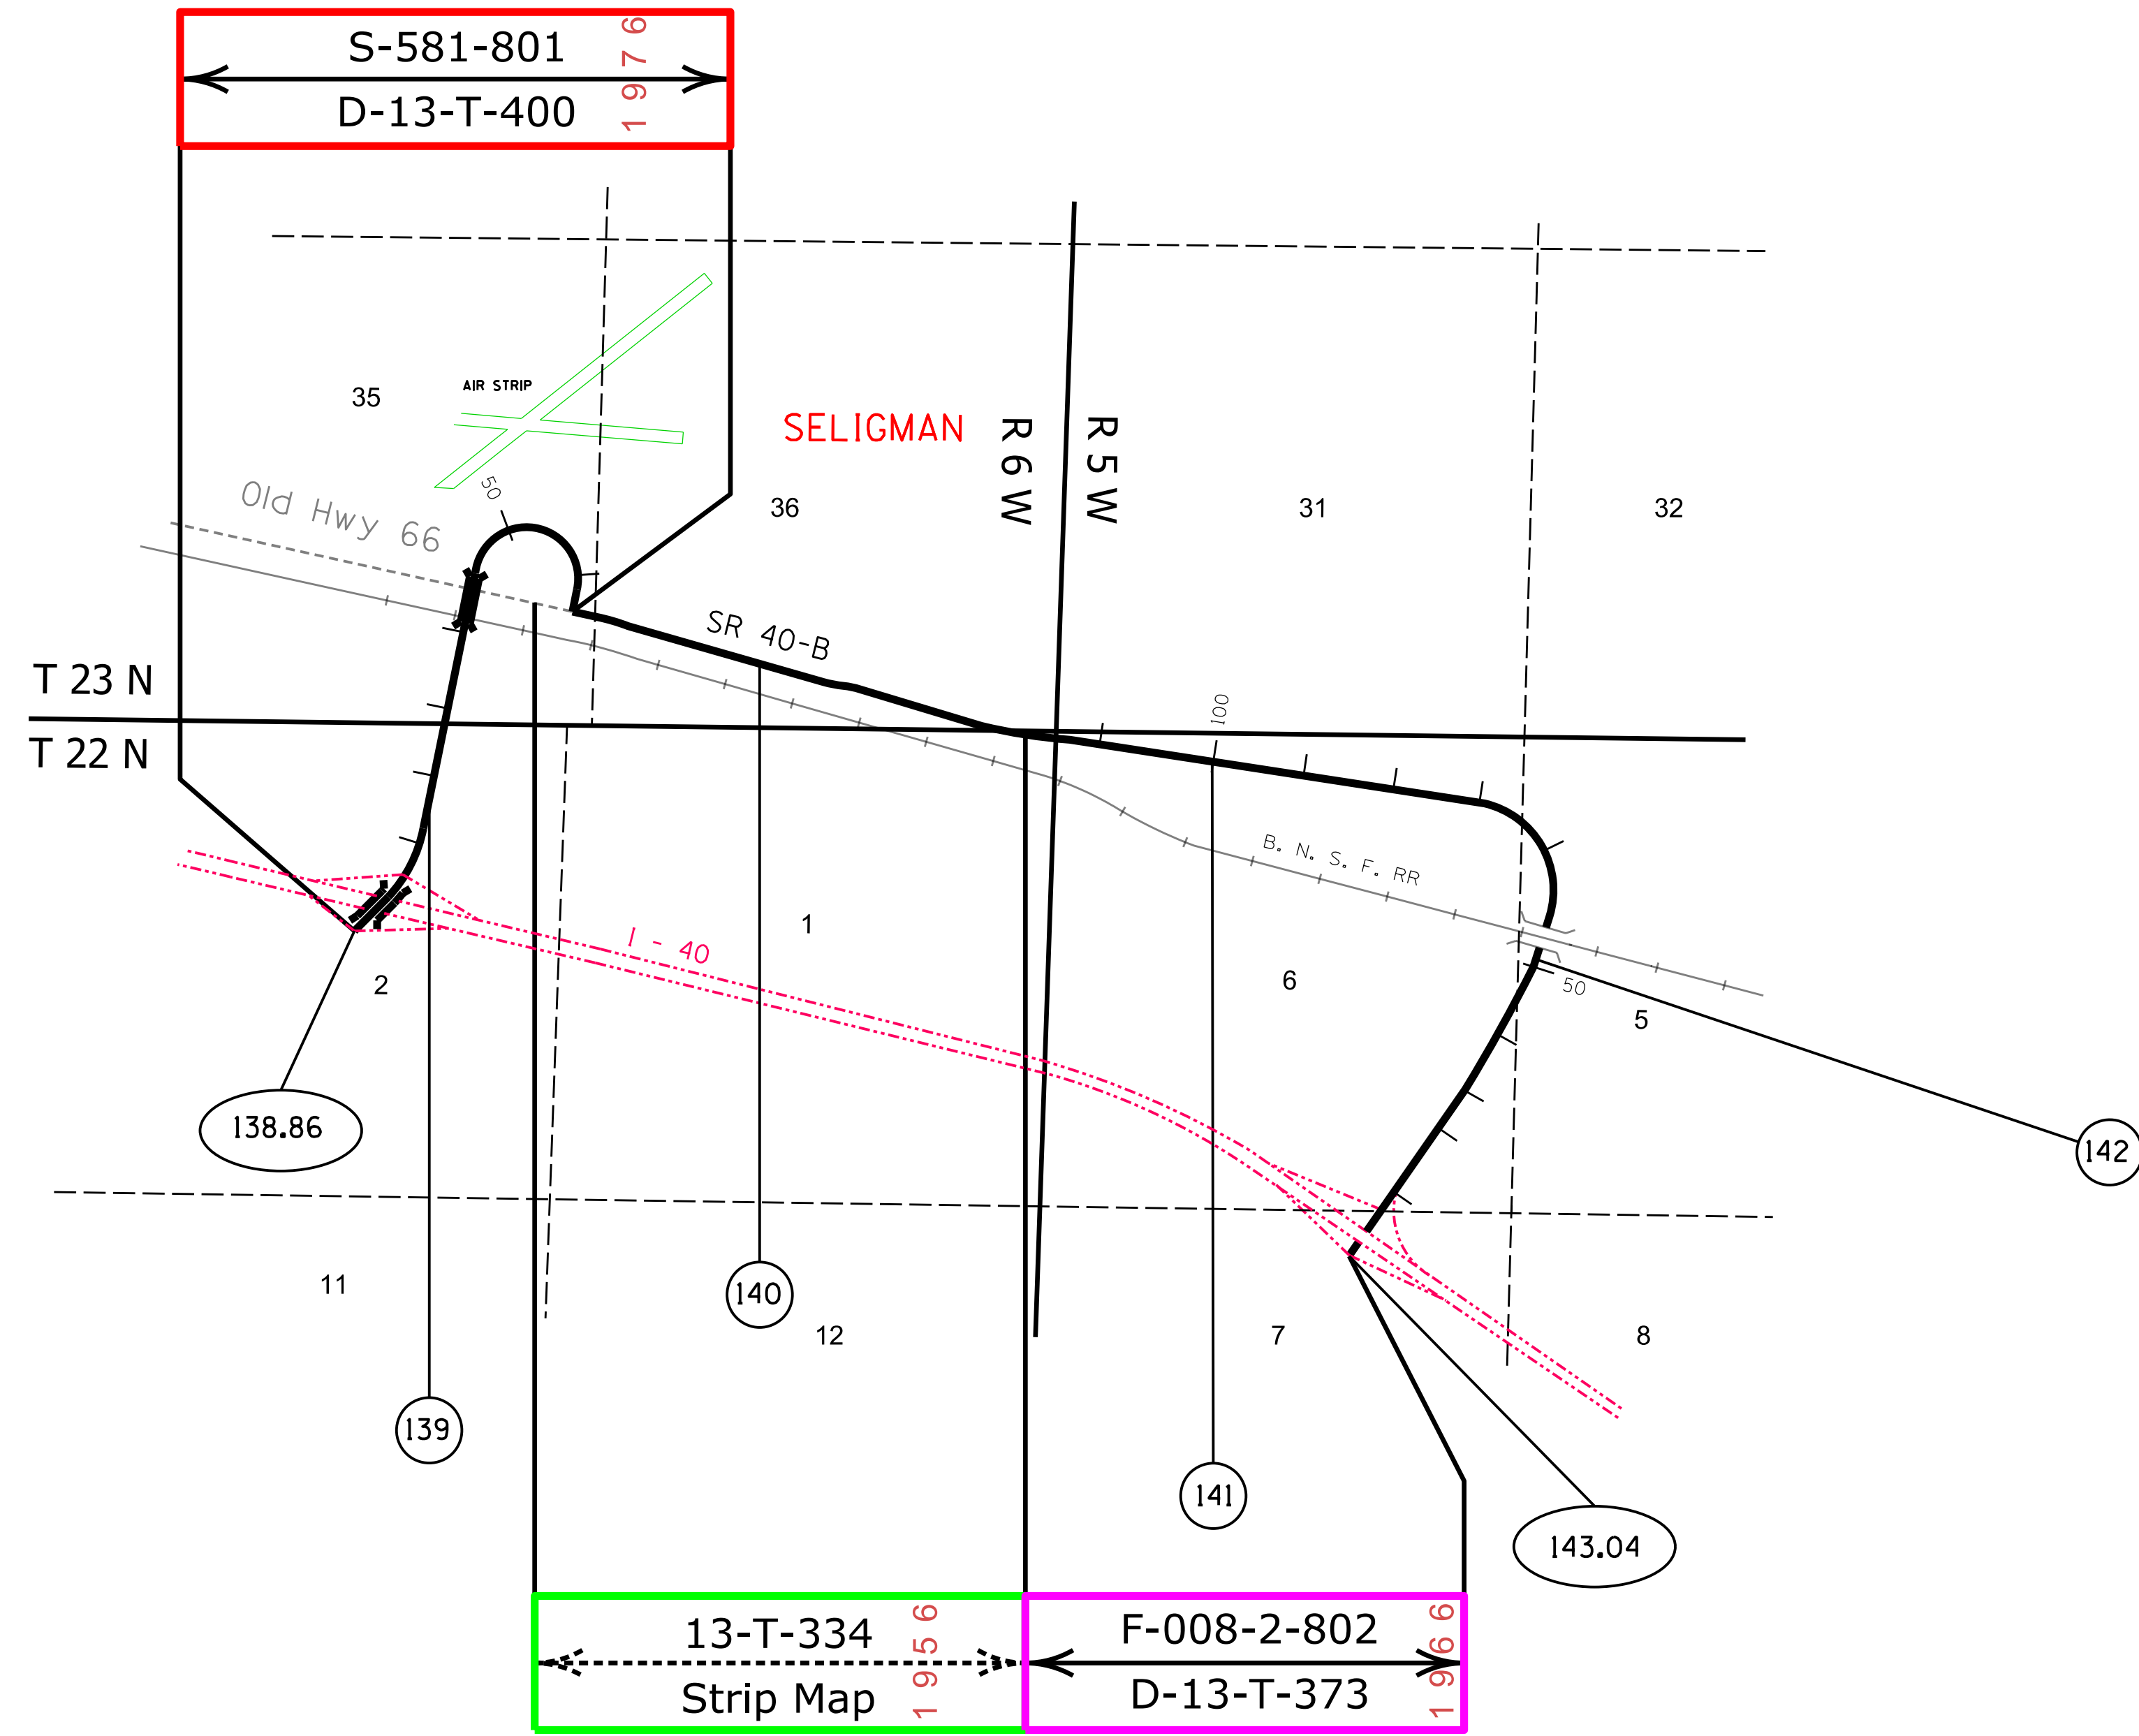 S-581-801
D-13-T-400
1976
35
AIR STRIP
SELIGMAN
R 6 W
R 5 W
50
Old Hwy 66
36
31
32
SR 40-B
T 23 N
T 22 N
100
B. N. S. F. RR
1
I - 40
2
6
50
5
138.86
142
11
140
12
7
8
139
141
143.04
13-T-334
Strip Map
1956
F-008-2-802
D-13-T-373
1966